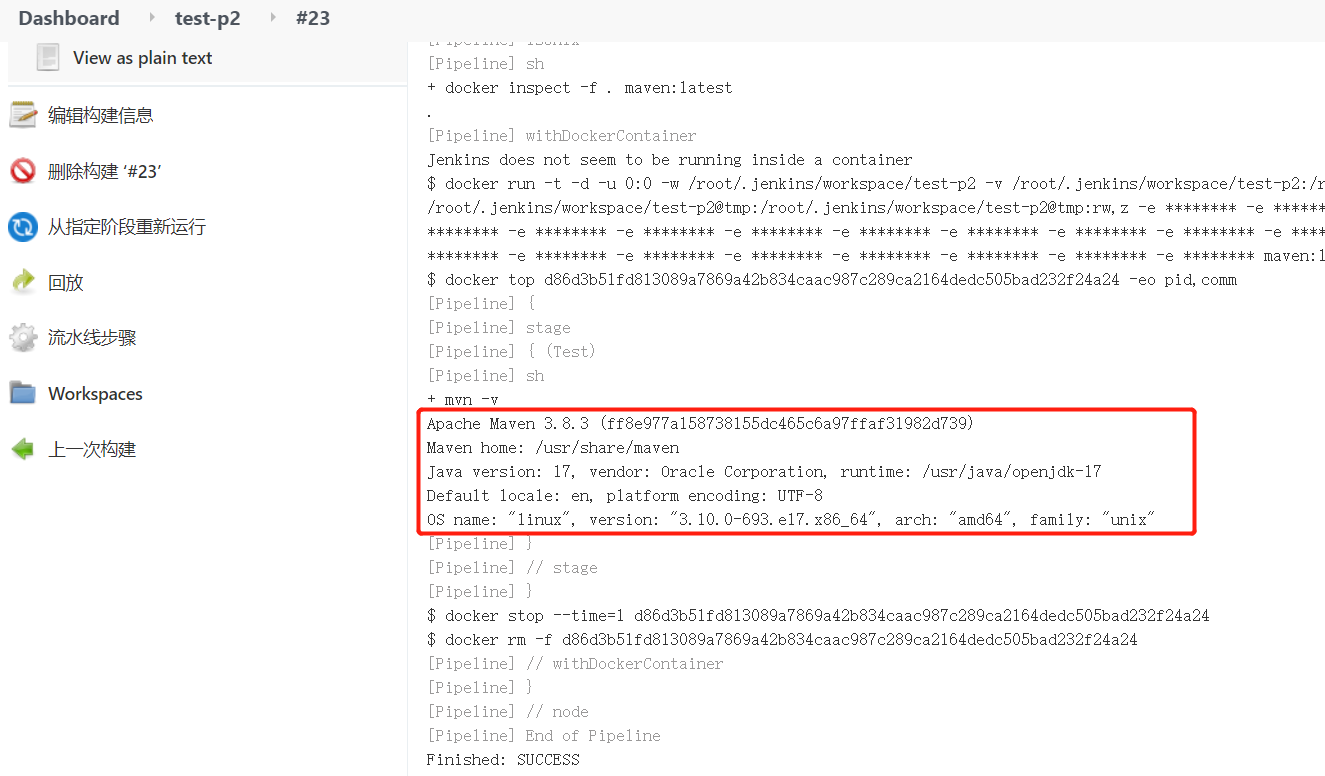 Dashboard test-p2 #23
View as plain text
编辑构建信息
删除构建 ‘#23’
从指定阶段重新运行
回放
流水线步骤
Workspaces
上一次构建
[Pipeline] isUnix
[Pipeline] sh
+ docker inspect -f . maven:latest
.
[Pipeline] withDockerContainer
Jenkins does not seem to be running inside a container
$ docker run -t -d -u 0:0 -w /root/.jenkins/workspace/test-p2 -v /root/.jenkins/workspace/test-p2:/r
/root/.jenkins/workspace/test-p2@tmp:/root/.jenkins/workspace/test-p2@tmp:rw,z -e ******** -e ******
******** -e ******** -e ******** -e ******** -e ******** -e ******** -e ******** -e ******** -e ****
******** -e ******** -e ******** -e ******** -e ******** -e ******** -e ******** -e ******** maven:l
$ docker top d86d3b51fd813089a7869a42b834caac987c289ca2164dedc505bad232f24a24 -eo pid,comm
[Pipeline] {
[Pipeline] stage
[Pipeline] { (Test)
[Pipeline] sh
+ mvn -v
Apache Maven 3.8.3 (ff8e977a158738155dc465c6a97ffaf31982d739)
Maven home: /usr/share/maven
Java version: 17, vendor: Oracle Corporation, runtime: /usr/java/openjdk-17
Default locale: en, platform encoding: UTF-8
OS name: "linux", version: "3.10.0-693.el7.x86_64", arch: "amd64", family: "unix"
[Pipeline] }
[Pipeline] // stage
[Pipeline] }
$ docker stop --time=1 d86d3b51fd813089a7869a42b834caac987c289ca2164dedc505bad232f24a24
$ docker rm -f d86d3b51fd813089a7869a42b834caac987c289ca2164dedc505bad232f24a24
[Pipeline] // withDockerContainer
[Pipeline] }
[Pipeline] // node
[Pipeline] End of Pipeline
Finished: SUCCESS